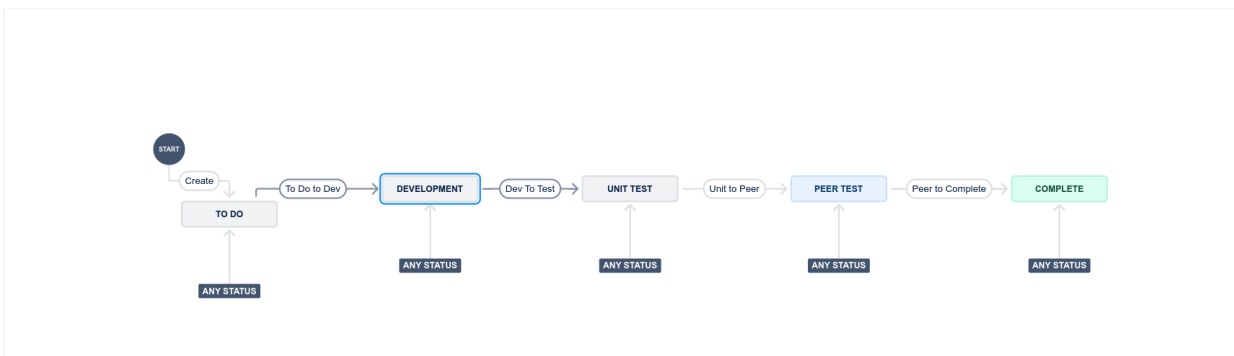 START
Create
TO DO
To Do to Dev
DEVELOPMENT
Dev To Test
UNIT TEST
Unit to Peer
PEER TEST
Peer to Complete
COMPLETE
ANY STATUS
ANY STATUS
ANY STATUS
ANY STATUS
ANY STATUS